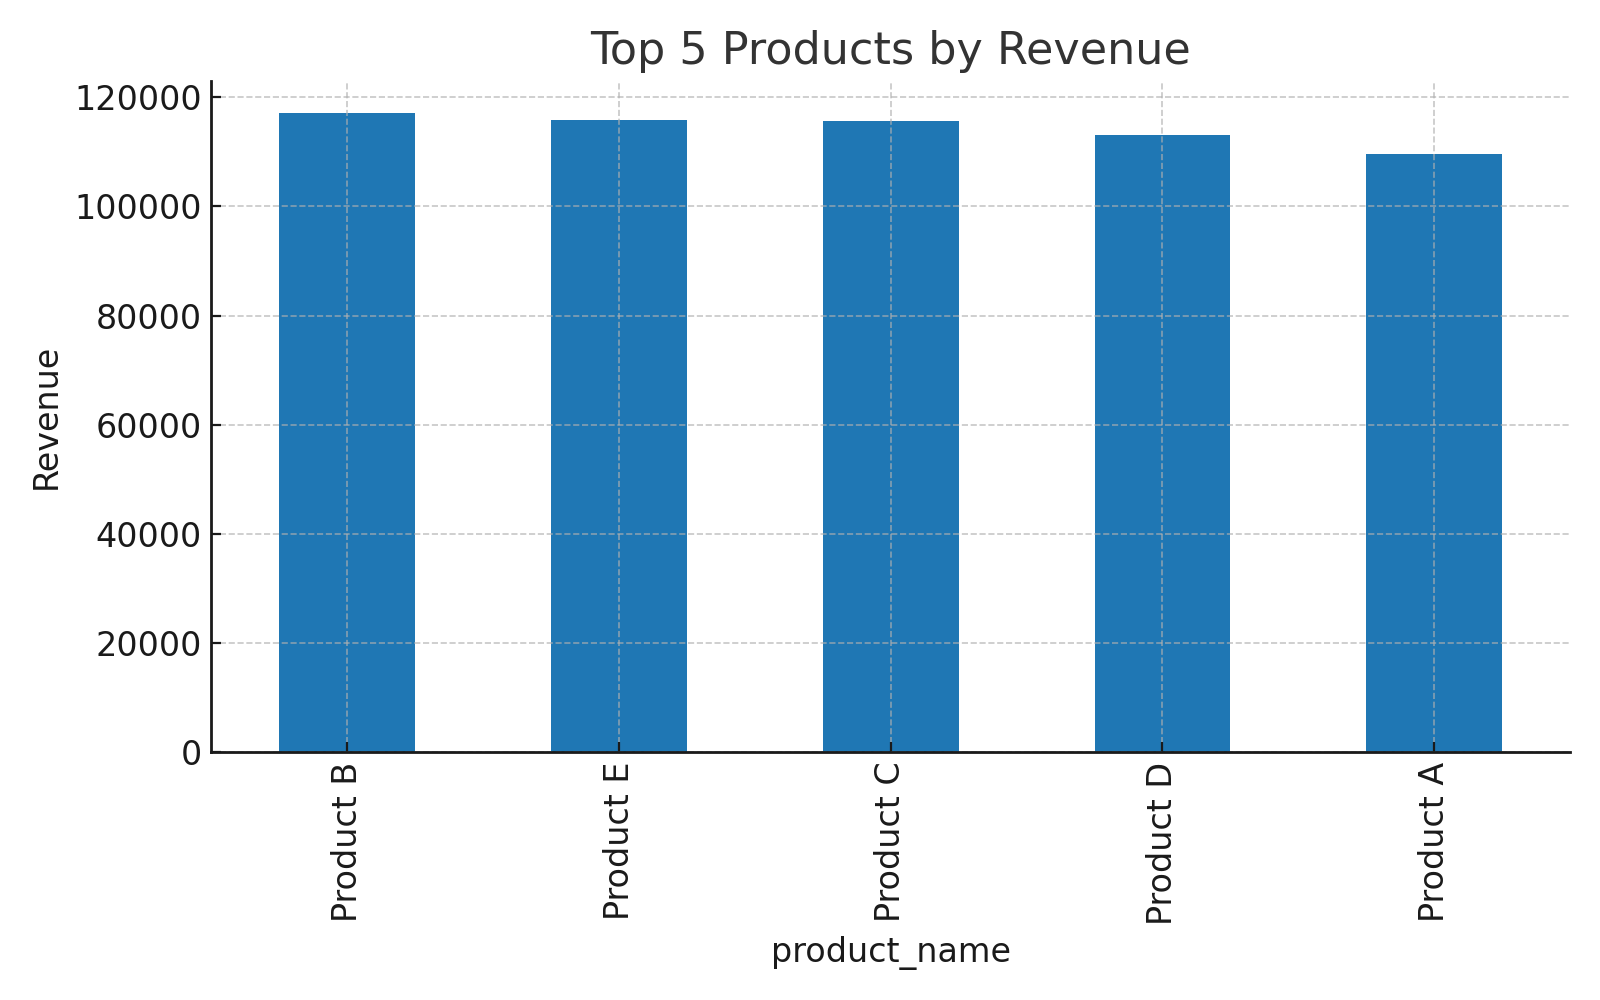 Top 5 Products by Revenue
120000
100000
80000
60000
40000
20000
0
Revenue
Product B
Product E
Product C
Product D
Product A
product_name